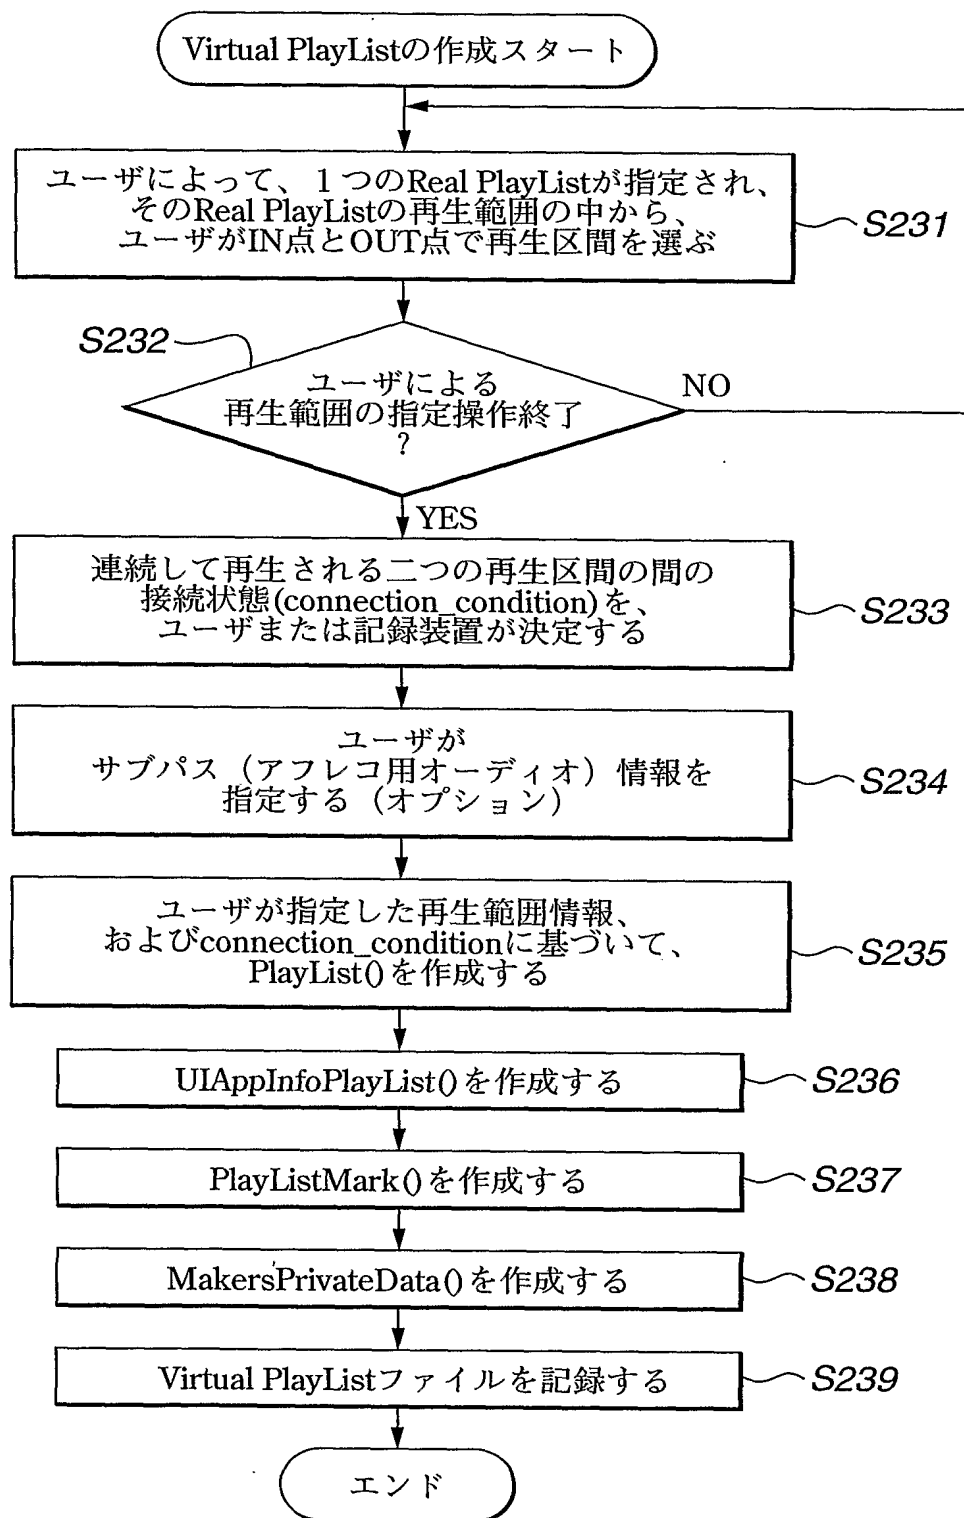 Virtual PlayListの作成スタート
ユーザによって、１つのReal PlayListが指定され、
そのReal PlayListの再生範囲の中から、
ユーザがIN点とOUT点で再生区間を選ぶ
S231
S232
ユーザによる
再生範囲の指定操作終了
?
NO
YES
連続して再生される二つの再生区間の間の
接続状態(connection_condition)を、
ユーザまたは記録装置が決定する
S233
ユーザが
サブパス（アフレコ用オーディオ）情報を
指定する（オプション）
S234
ユーザが指定した再生範囲情報、
およびconnection_conditionに基づいて、
PlayList()を作成する
S235
UIAppInfoPlayList()を作成する
S236
PlayListMark()を作成する
S237
MakersPrivateData()を作成する
S238
Virtual PlayListファイルを記録する
S239
エンド